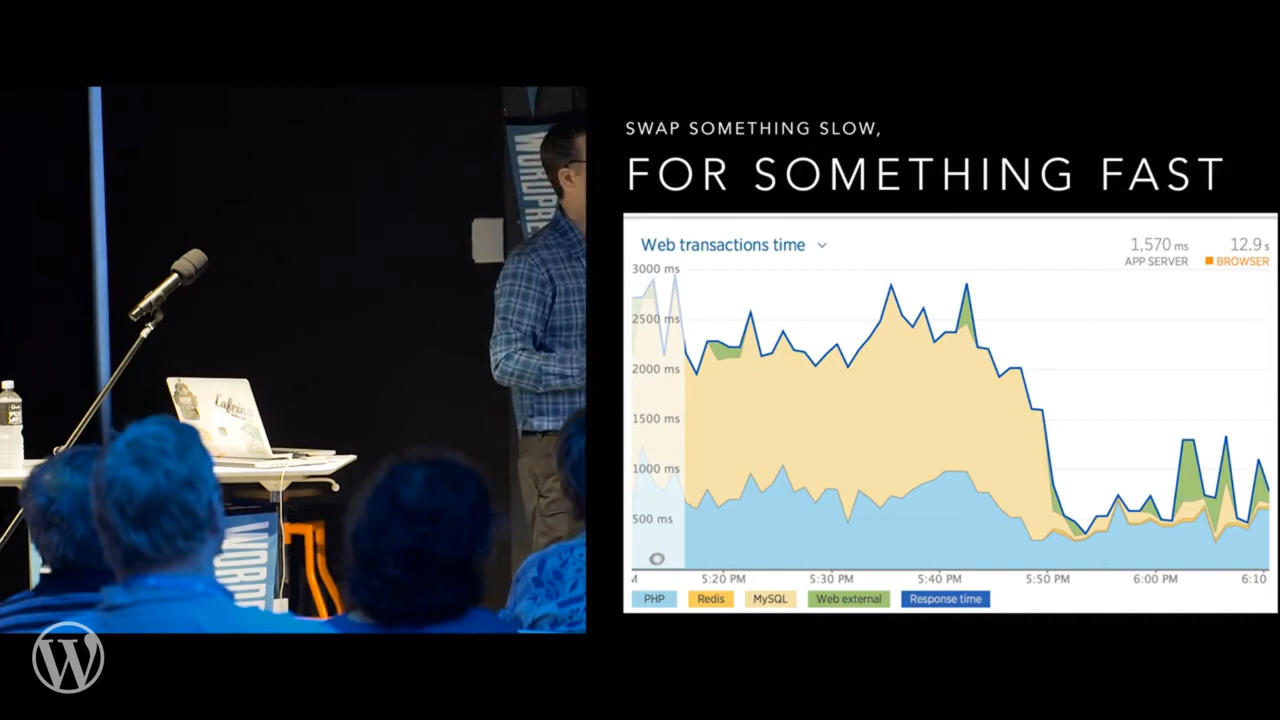 SWAP SOMETHING SLOW,
FOR SOMETHING FAST
Web transactions time
1,570 ms
APP SERVER
12.9 s
BROWSER
3000 ms
2500 ms
2000 ms
1500 ms
1000 ms
500 ms
5:20 PM
5:30 PM
5:40 PM
5:50 PM
6:00 PM
6:10
PHP
Redis
MySQL
Web external
Response time
WORDPRE
WORD
W